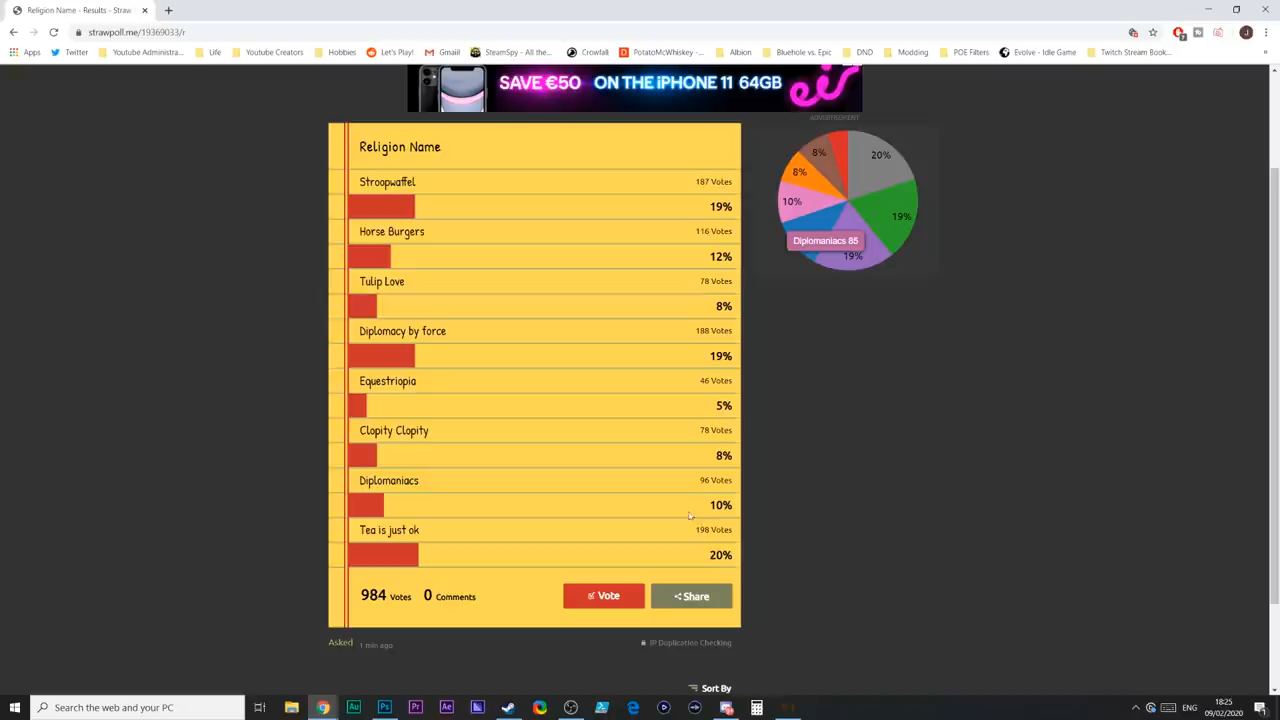 Religion Name - Results - Straw
strawpoll.me/19369033/r
Apps Twitter Youtube Administra... Life Youtube Creators Hobbies Let's Play! Gmail! SteamSpy - All the... Crowfall PotatoMcWhiskey -... Albion Bluehole vs. Epic DND Modding POE Filters Evolve - Idle Game Twitch Stream Book...
SAVE €50 ON THE iPHONE 11 64GB eir
ADVERTISEMENT
Religion Name
Stroopwaffel 187 Votes
19%
Horse Burgers 116 Votes
12%
Tulip Love 78 Votes
8%
Diplomacy by force 188 Votes
19%
Equestriopia 46 Votes
5%
Clopity Clopity 78 Votes
8%
Diplomaniacs 96 Votes
10%
Tea is just ok 198 Votes
20%
984 Votes 0 Comments Vote Share
Asked 1 min ago IP Duplication Checking
Sort By
8% 20%
8%
10% 19%
Diplomaniacs 85
19%
Search the web and your PC
ENG
18:25
09/02/2020